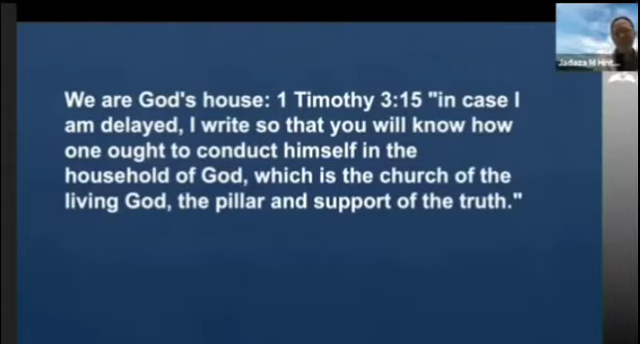 We are God's house: 1 Timothy 3:15 "in case I
am delayed, I write so that you will know how
one ought to conduct himself in the
household of God, which is the church of the
living God, the pillar and support of the truth."
M